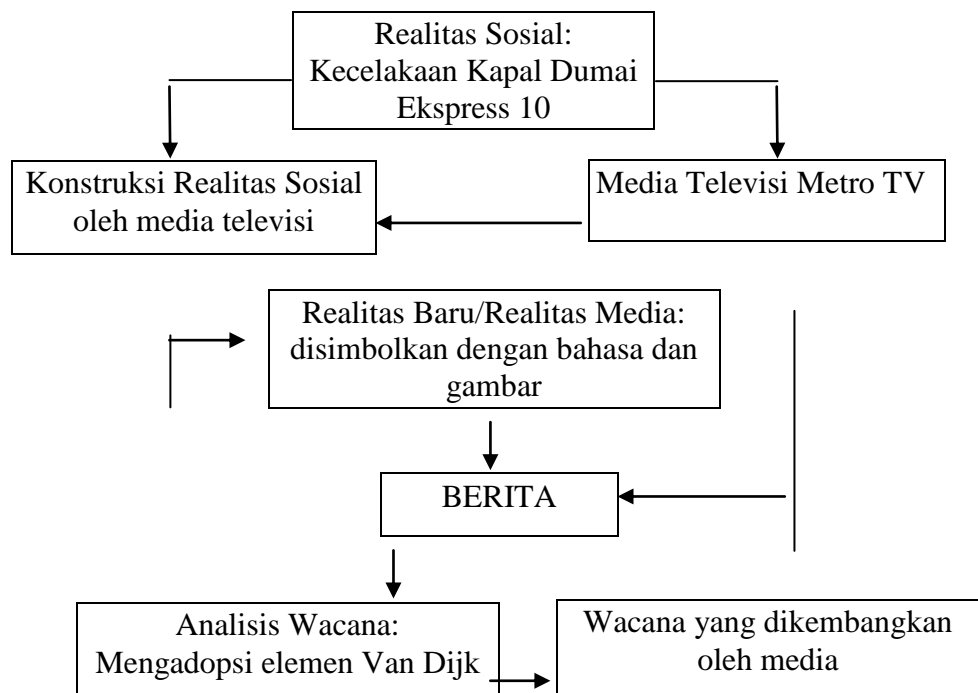 Realitas Sosial:
Kecelakaan Kapal Dumai
Ekspress 10
Konstruksi Realitas Sosial
oleh media televisi
Media Televisi Metro TV
Realitas Baru/Realitas Media:
disimbolkan dengan bahasa dan
gambar
BERITA
Analisis Wacana:
Mengadopsi elemen Van Dijk
Wacana yang dikembangkan
oleh media